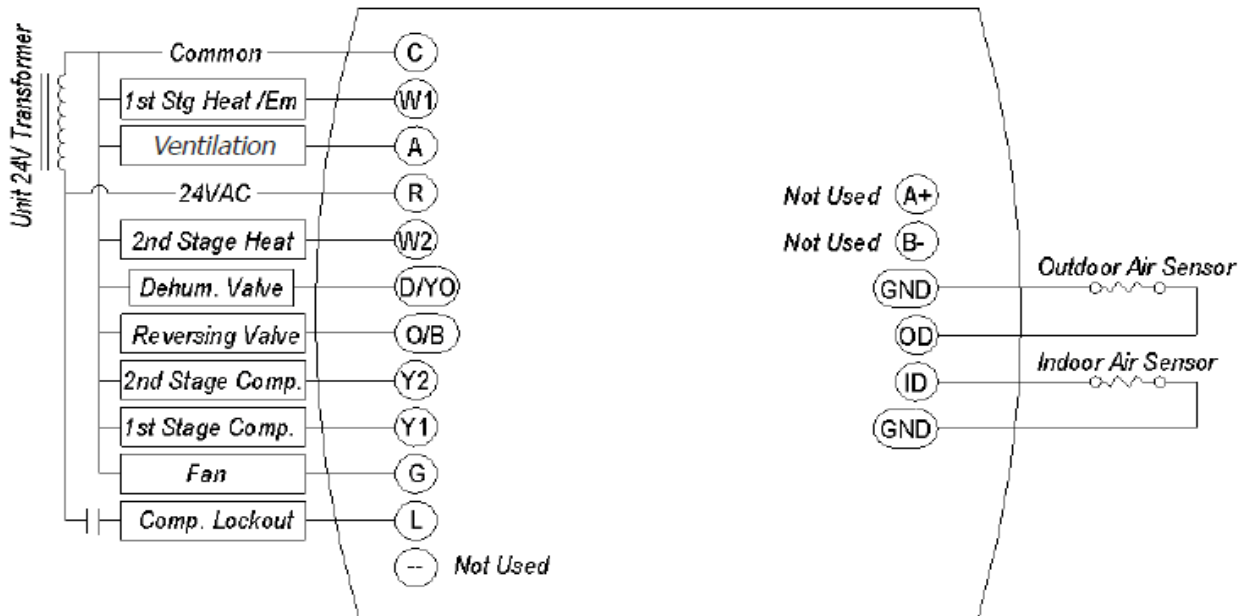 Unit 24V Transformer
Common C
1st Stg Heat /Em W1
Ventilation A
24VAC R
2nd Stage Heat W2
Dehum. Valve D/YO
Reversing Valve O/B
2nd Stage Comp. Y2
1st Stage Comp. Y1
Fan G
Comp. Lockout L
-- Not Used
Not Used A+
Not Used B-
Outdoor Air Sensor
GND
OD
Indoor Air Sensor
ID
GND